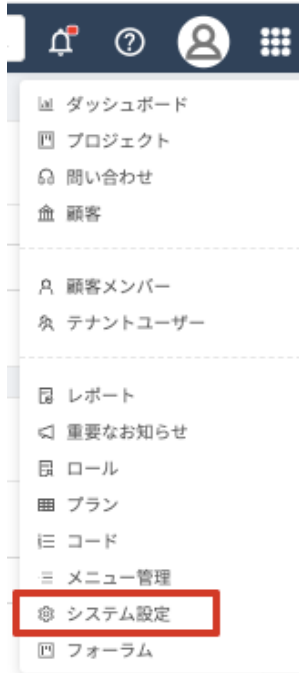 ダッシュボード
プロジェクト
問い合わせ
顧客
顧客メンバー
テナントユーザー
レポート
重要なお知らせ
ロール
プラン
コード
メニュー管理
システム設定
フォーラム